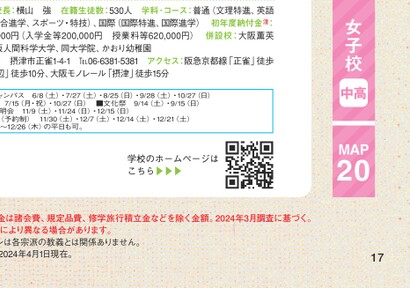 長：横山　強　在籍生徒数：530人　学科・コース：普通（文理特進、英語
合進学、スポーツ・特技）、国際（国際特進、国際進学）　初年度納付金
000円（入学金等200,000円　授業料等620,000円）　併設校：大阪薫英
阪人間科学大学、同大学院、かおり幼稚園
摂津市正雀1-4-1　℡06-6381-5381　アクセス：阪急京都線「正雀」徒歩
」徒歩10分、大阪モノレール「摂津」徒歩15分
ャンパス　6/8（土）・7/27（土）・8/25（日）・9/28（土）・10/27（日）
7/15（月・祝）・10/27（日）　■文化祭　9/14（土）・9/15（日）
明会　11/9（土）・11/24（日）・12/7（土）
（予約制）　11/30（土）・12/7（土）・12/14（土）・12/21（土）
～12/26（木）の平日も可。
学校のホームページは
こちら▶▶▶
女子校
中高
MAP
20
金は諸会費、規定品費、修学旅行積立金などを除く金額。2024年3月調査に基づく。
により異なる場合があります。
ンは各宗派の教義とは関係ありません。
2024年4月1日現在。
17